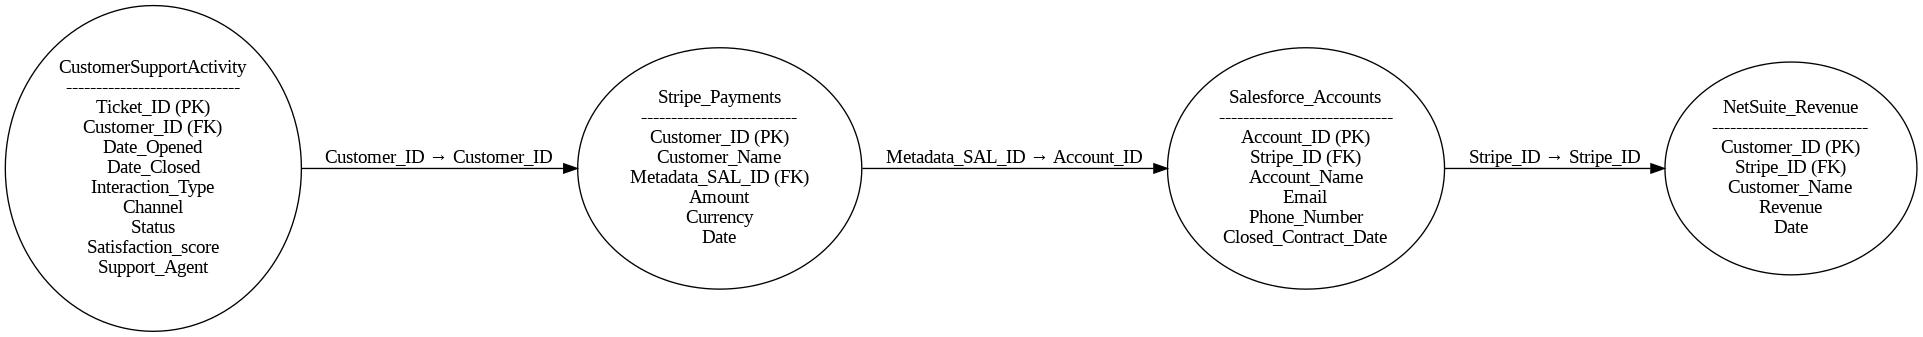 CustomerSupportActivity
-----------------------------
Ticket_ID (PK)
Customer_ID (FK)
Date_Opened
Date_Closed
Interaction_Type
Channel
Status
Satisfaction_score
Support_Agent
Customer_ID → Customer_ID
Stripe_Payments
--------------------------
Customer_ID (PK)
Customer_Name
Metadata_SAL_ID (FK)
Amount
Currency
Date
Metadata_SAL_ID → Account_ID
Salesforce_Accounts
-----------------------------
Account_ID (PK)
Stripe_ID (FK)
Account_Name
Email
Phone_Number
Closed_Contract_Date
Stripe_ID → Stripe_ID
NetSuite_Revenue
--------------------------
Customer_ID (PK)
Stripe_ID (FK)
Customer_Name
Revenue
Date